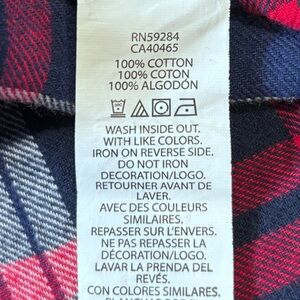 RN59284
CA40465
100% COTTON
100% COTON
100% ALGODÓN
WASH INSIDE OUT.
WITH LIKE COLORS.
IRON ON REVERSE SIDE.
DO NOT IRON
DECORATION/LOGO.
RETOURNER AVANT DE
LAVER.
AVEC DES COULEURS
SIMILAIRES.
REPASSER SUR L'ENVERS.
NE PAS REPASSER LA
DÉCORATION/LOGO.
LAVAR LA PRENDA DEL
REVÉS.
CON COLORES SIMILARES.